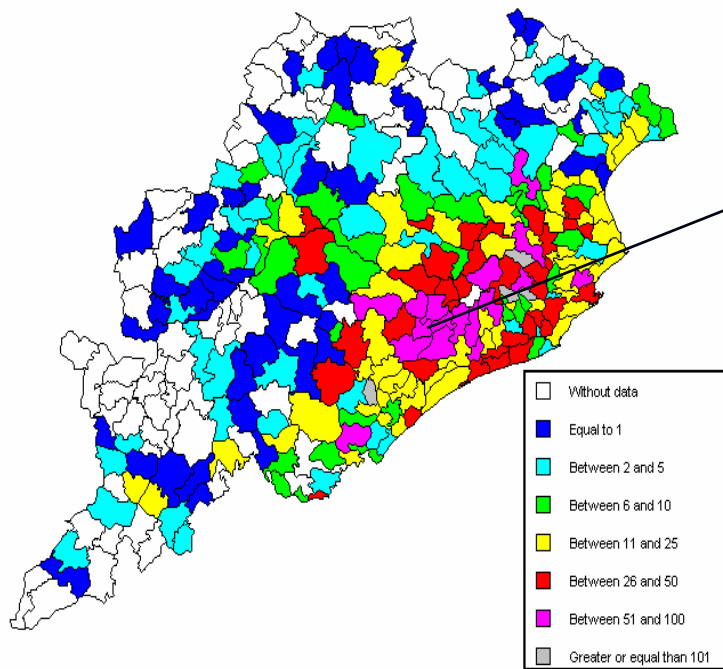 Without data
Equal to 1
Between 2 and 5
Between 6 and 10
Between 11 and 25
Between 26 and 50
Between 51 and 100
Greater or equal than 101